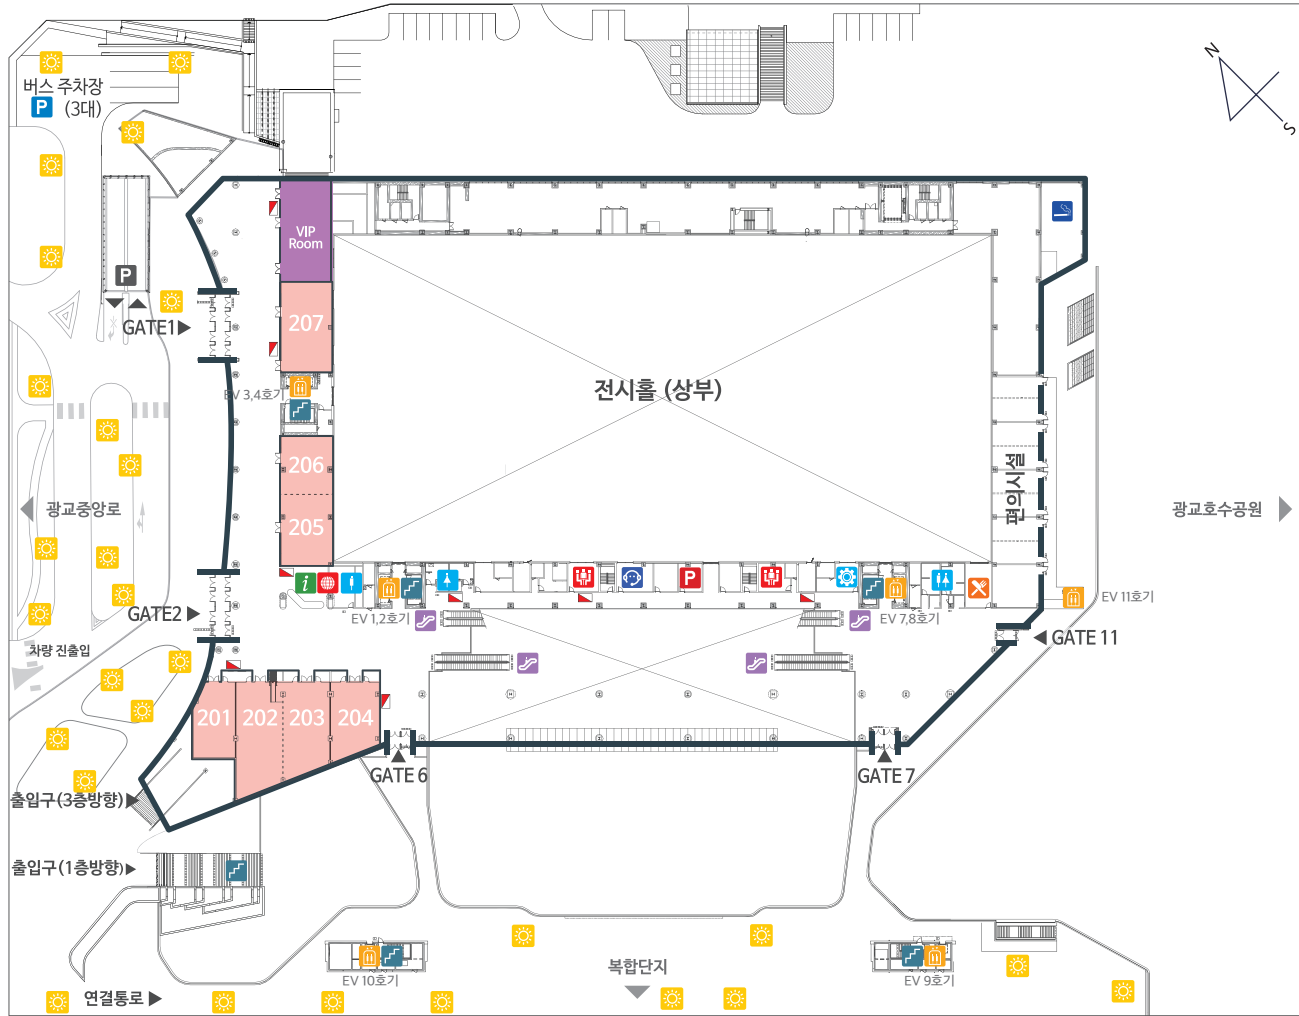 버스 주차장
P (3대)
N
S
VIP
Room
P
GATE1
207
EV 3,4호기
전시홀 (상부)
206
205
편의시설
광교중앙로
광교호수공원
i
P
GATE2
EV 1,2호기
EV 7,8호기
EV 11호기
GATE 11
차량 진출입
201
202
203
204
GATE 6
GATE 7
출입구(3층방향)
출입구(1층방향)
EV 10호기
복합단지
EV 9호기
연결통로